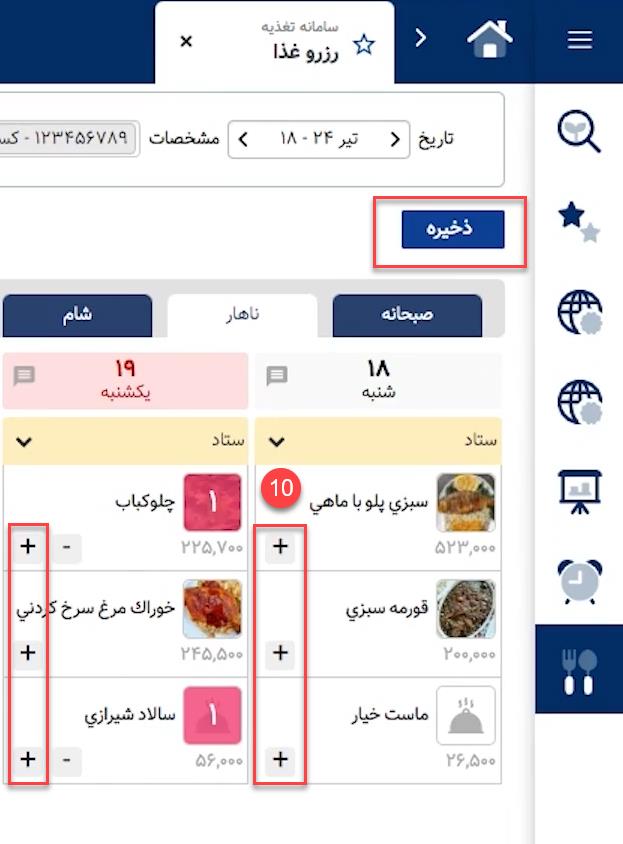 سامانه تغذیه
رزرو غذا
×
تاریخ
تیر ۲۴ - ۱۸
مشخصات
۱۲۳۴۵۶۷۸۹ - کس
ذخیره
صبحانه
ناهار
شام
۱۸
شنبه
۱۹
یکشنبه
ستاد
ستاد
10
سبزي پلو با ماهي
۵۲۳,۰۰۰
+
۱
چلوکباب
۲۲۵,۷۰۰
- +
قورمه سبزي
۲۰۰,۰۰۰
+
خوراك مرغ سرخ كردني
۲۴۵,۵۰۰
+
ماست خيار
۲۶,۵۰۰
+
۱
سالاد شيرازي
۵۶,۰۰۰
- +